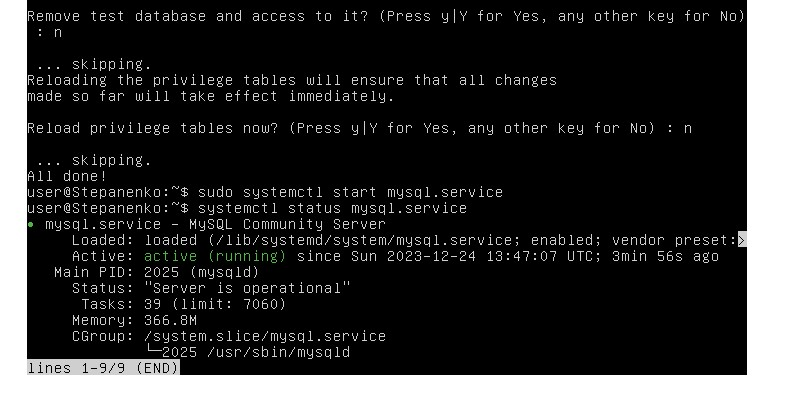 Remove test database and access to it? (Press y|Y for Yes, any other key for No)
 : n
 ... skipping.
Reloading the privilege tables will ensure that all changes
made so far will take effect immediately.
Reload privilege tables now? (Press y|Y for Yes, any other key for No) : n
 ... skipping.
All done!
user@Stepanenko:~$ sudo systemctl start mysql.service
user@Stepanenko:~$ systemctl status mysql.service
● mysql.service - MySQL Community Server
     Loaded: loaded (/lib/systemd/system/mysql.service; enabled; vendor preset:>
     Active: active (running) since Sun 2023-12-24 13:47:07 UTC; 3min 56s ago
   Main PID: 2025 (mysqld)
     Status: "Server is operational"
      Tasks: 39 (limit: 7060)
     Memory: 366.8M
     CGroup: /system.slice/mysql.service
             └─2025 /usr/sbin/mysqld
lines 1-9/9 (END)